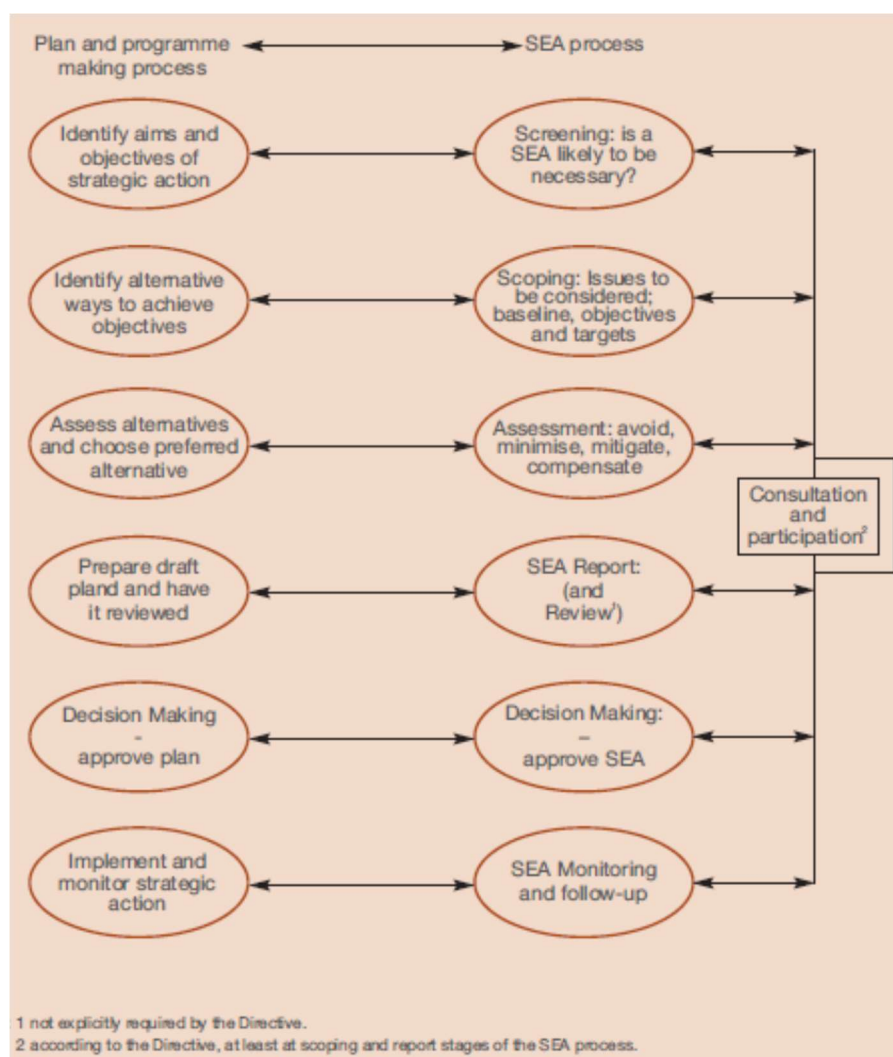 Plan and programme
making process
SEA process
Identify aims and
objectives of
strategic action
Screening: is a
SEA likely to be
necessary?
Identify alternative
ways to achieve
objectives
Scoping: Issues to
be considered;
baseline, objectives
and targets
Assess alternatives
and choose preferred
alternative
Assessment: avoid,
minimise, mitigate,
compensate
Consultation
and
participation²
Prepare draft
pland and have
it reviewed
SEA Report:
(and
Review¹)
Decision Making
-
approve plan
Decision Making:
–
approve SEA
Implement and
monitor strategic
action
SEA Monitoring
and follow-up
1 not explicitly required by the Directive.
2 according to the Directive, at least at scoping and report stages of the SEA process.